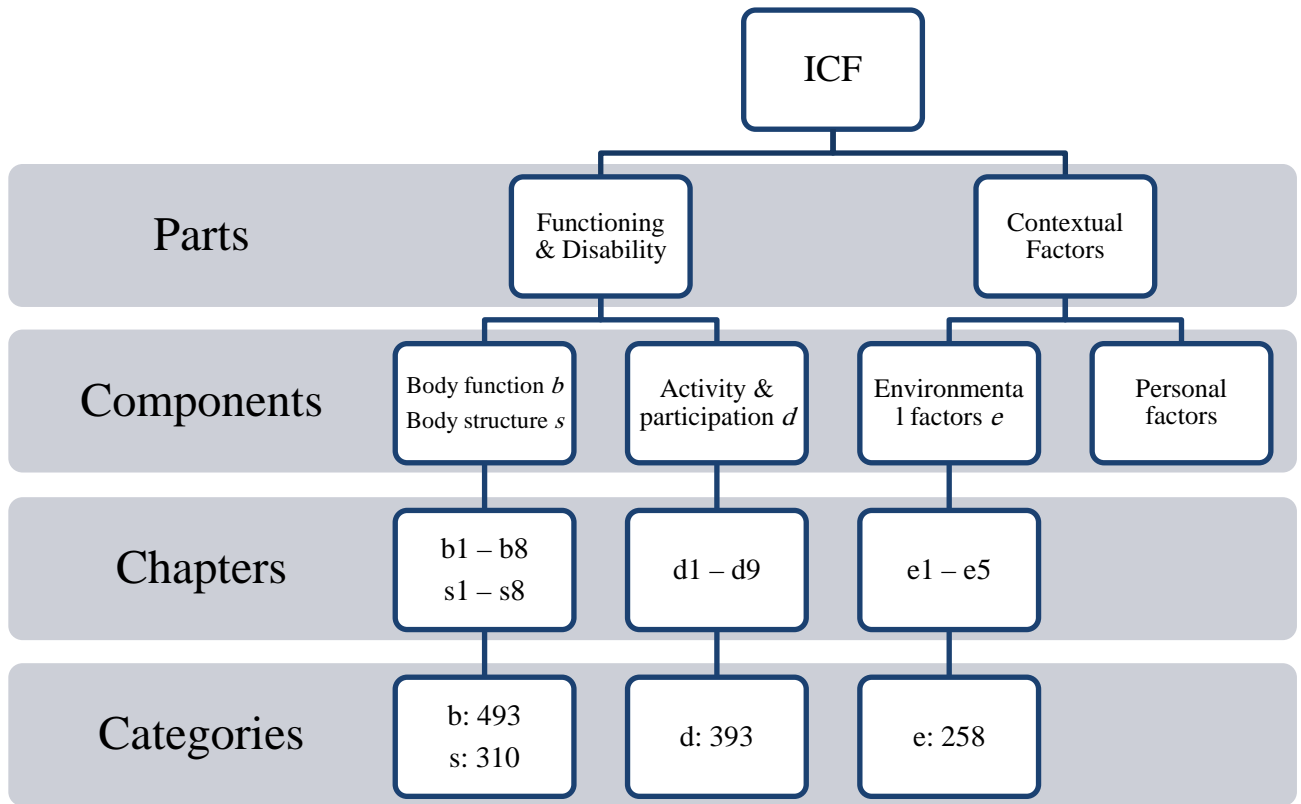 ICF
Parts
Functioning
& Disability
Contextual
Factors
Components
Body function b
Body structure s
Activity &
participation d
Environmenta
l factors e
Personal
factors
Chapters
b1 – b8
s1 – s8
d1 – d9
e1 – e5
Categories
b: 493
s: 310
d: 393
e: 258